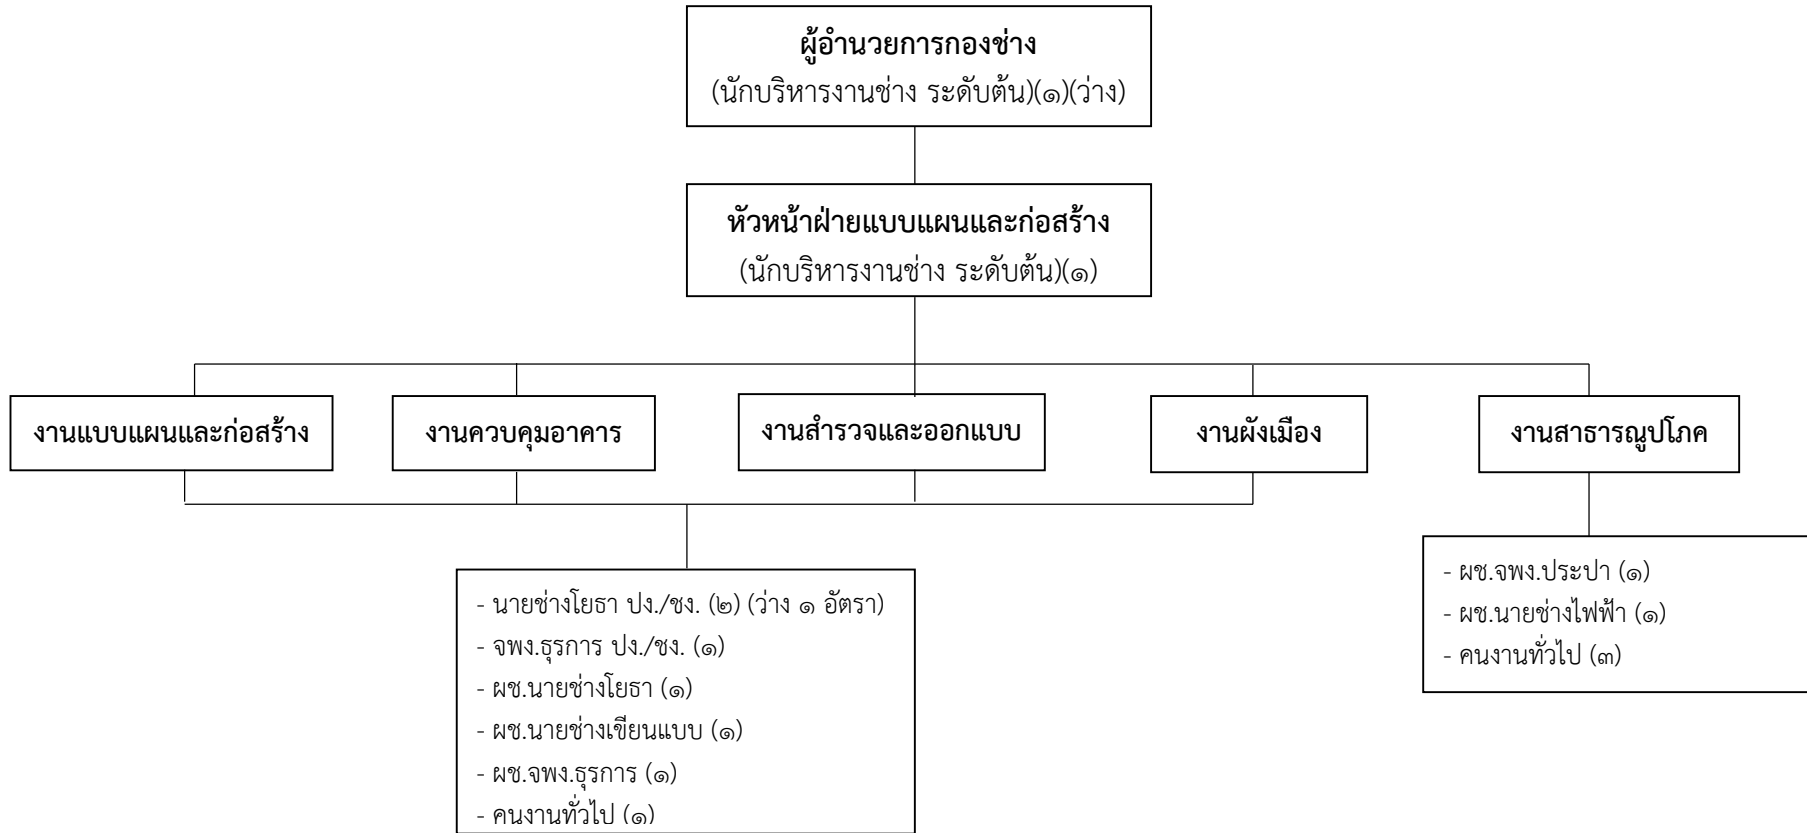 ผู้อำนวยการกองช่าง
(นักบริหารงานช่าง ระดับต้น)(๑)(ว่าง)
หัวหน้าฝ่ายแบบแผนและก่อสร้าง
(นักบริหารงานช่าง ระดับต้น)(๑)
งานแบบแผนและก่อสร้าง
งานควบคุมอาคาร
งานสำรวจและออกแบบ
งานผังเมือง
งานสาธารณูปโภค
- นายช่างโยธา ปง./ชง. (๒) (ว่าง ๑ อัตรา)
- จพง.ธุรการ ปง./ชง. (๑)
- ผช.นายช่างโยธา (๑)
- ผช.นายช่างเขียนแบบ (๑)
- ผช.จพง.ธุรการ (๑)
- คนงานทั่วไป (๑)
- ผช.จพง.ประปา (๑)
- ผช.นายช่างไฟฟ้า (๑)
- คนงานทั่วไป (๓)